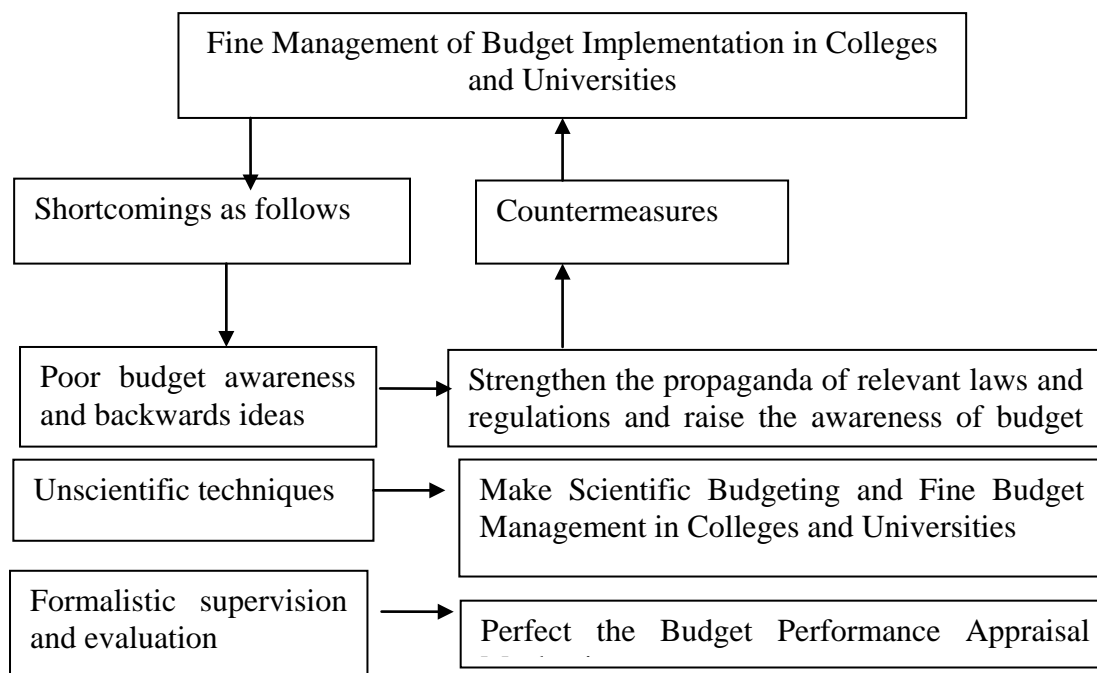 Fine Management of Budget Implementation in Colleges
and Universities
Shortcomings as follows
Countermeasures
Poor budget awareness
and backwards ideas
Strengthen the propaganda of relevant laws and
regulations and raise the awareness of budget
Unscientific techniques
Make Scientific Budgeting and Fine Budget
Management in Colleges and Universities
Formalistic supervision
and evaluation
Perfect the Budget Performance Appraisal